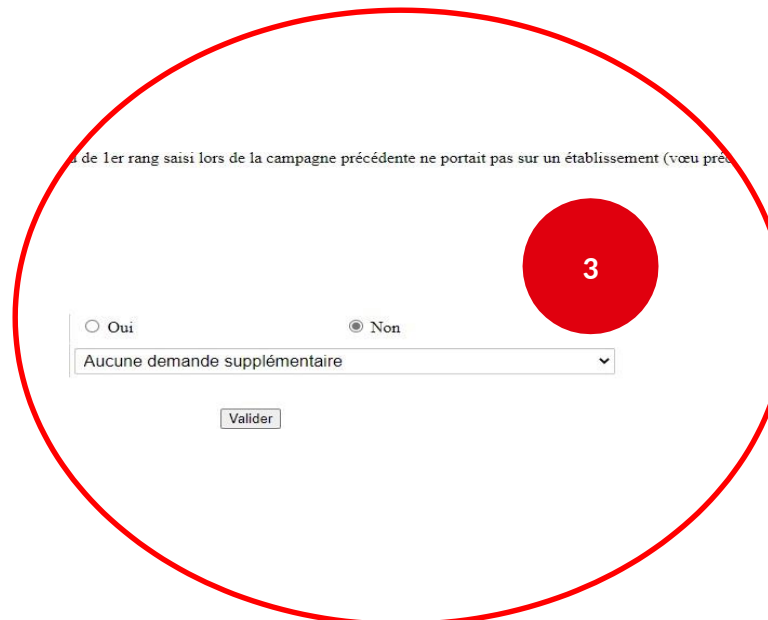 de 1er rang saisi lors de la campagne précédente ne portait pas sur un établissement (vœu
3
Oui Non
Aucune demande supplémentaire
Valider